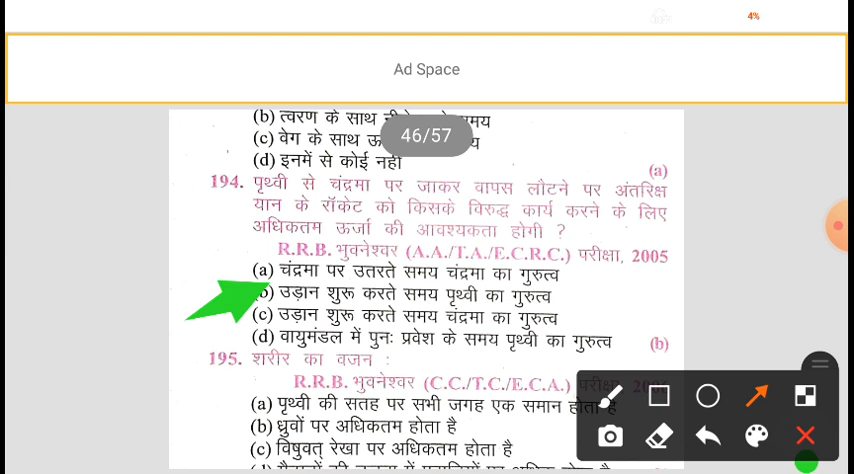 4%
Ad Space
(b) त्वरण के साथ
46/57
(c) वेग के साथ
(d) इनमें से कोई नहीं
(a)
194. पृथ्वी से चंद्रमा पर जाकर वापस लौटने पर अंतरिक्ष
यान के रॉकेट को किसके विरुद्ध कार्य करने के लिए
अधिकतम ऊर्जा की आवश्यकता होगी ?
R.R.B. भुवनेश्वर (A.A./T.A./E.C.R.C.) परीक्षा, 2005
(a) चंद्रमा पर उतरते समय चंद्रमा का गुरुत्व
(b) उड़ान शुरू करते समय पृथ्वी का गुरुत्व
(c) उड़ान शुरू करते समय चंद्रमा का गुरुत्व
(d) वायुमंडल में पुनः प्रवेश के समय पृथ्वी का गुरुत्व (b)
195. शरीर का वजन :
R.R.B. भुवनेश्वर (C.C./T.C./E.C.A.) परीक्षा
(a) पृथ्वी की सतह पर सभी जगह एक समान होता है
(b) ध्रुवों पर अधिकतम होता है
(c) विषुवत् रेखा पर अधिकतम होता है